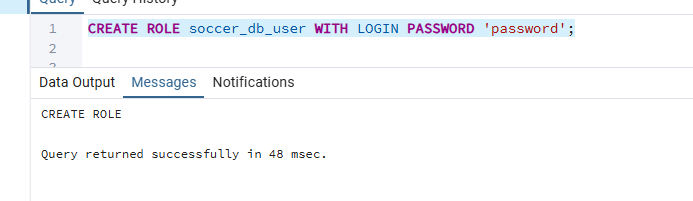 Query Query History
1 CREATE ROLE soccer_db_user WITH LOGIN PASSWORD 'password';
2
Data Output Messages Notifications
CREATE ROLE
Query returned successfully in 48 msec.